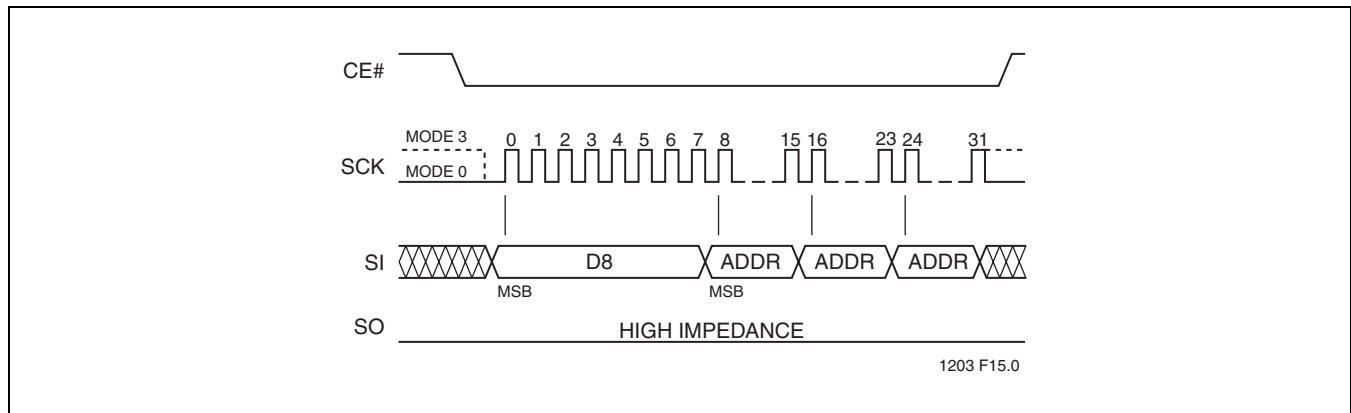 CE#
MODE 3
0 1 2 3 4 5 6 7 8 15 16 23 24 31
SCK
MODE 0
SI
D8 ADDR ADDR ADDR
MSB MSB
SO
HIGH IMPEDANCE
1203 F15.0